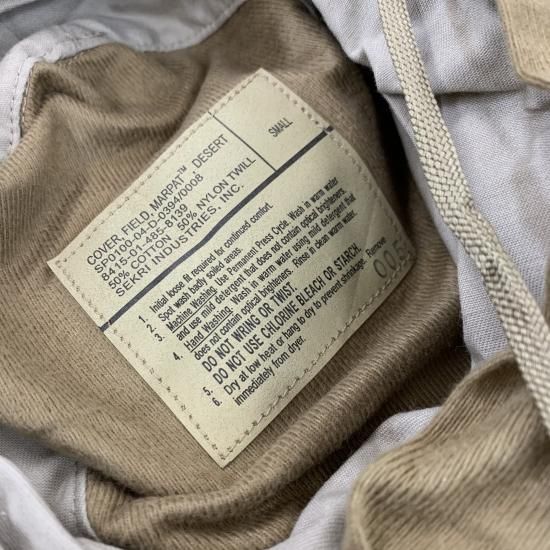 COVER, FIELD, MARPAT™, DESERT
SPO100-04-D-0394/0008
8415-01-485-8139
50% COTTON, 50% NYLON TWILL
SEKRI INDUSTRIES, INC.
SMALL
1. Initial loose fit required for continued comfort.
2. Spot wash badly soiled areas.
3. Machine Washing. Use Permanent Press Cycle. Wash in warm water
and use mild detergent that does not contain optical brighteners.
4. Hand Washing. Wash in warm water using mild detergent that
does not contain optical brighteners. Rinse in clean warm water.
DO NOT WRING OR TWIST.
5. DO NOT USE CHLORINE BLEACH OR STARCH.
6. Dry at low heat or hang to dry to prevent shrinkage. Remove
immediately from dryer.